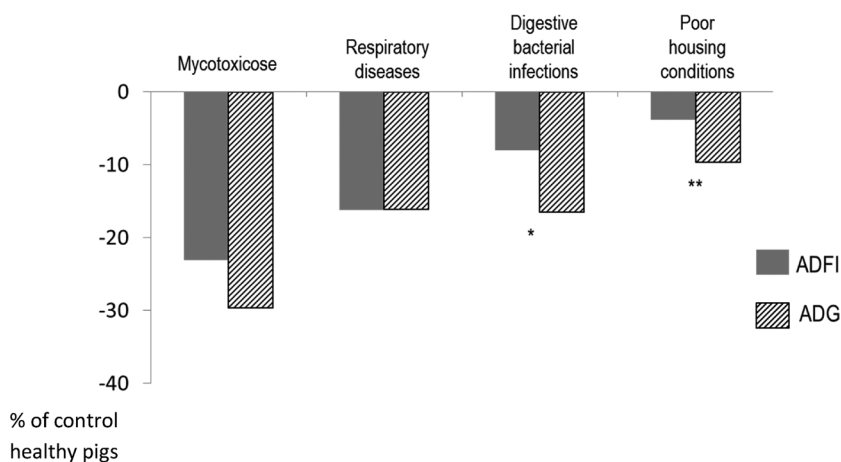 Mycotoxicose
Respiratory
diseases
Digestive
bacterial
infections
Poor
housing
conditions
0
-10
-20
-30
-40
*
**
ADFI
ADG
% of control
healthy pigs